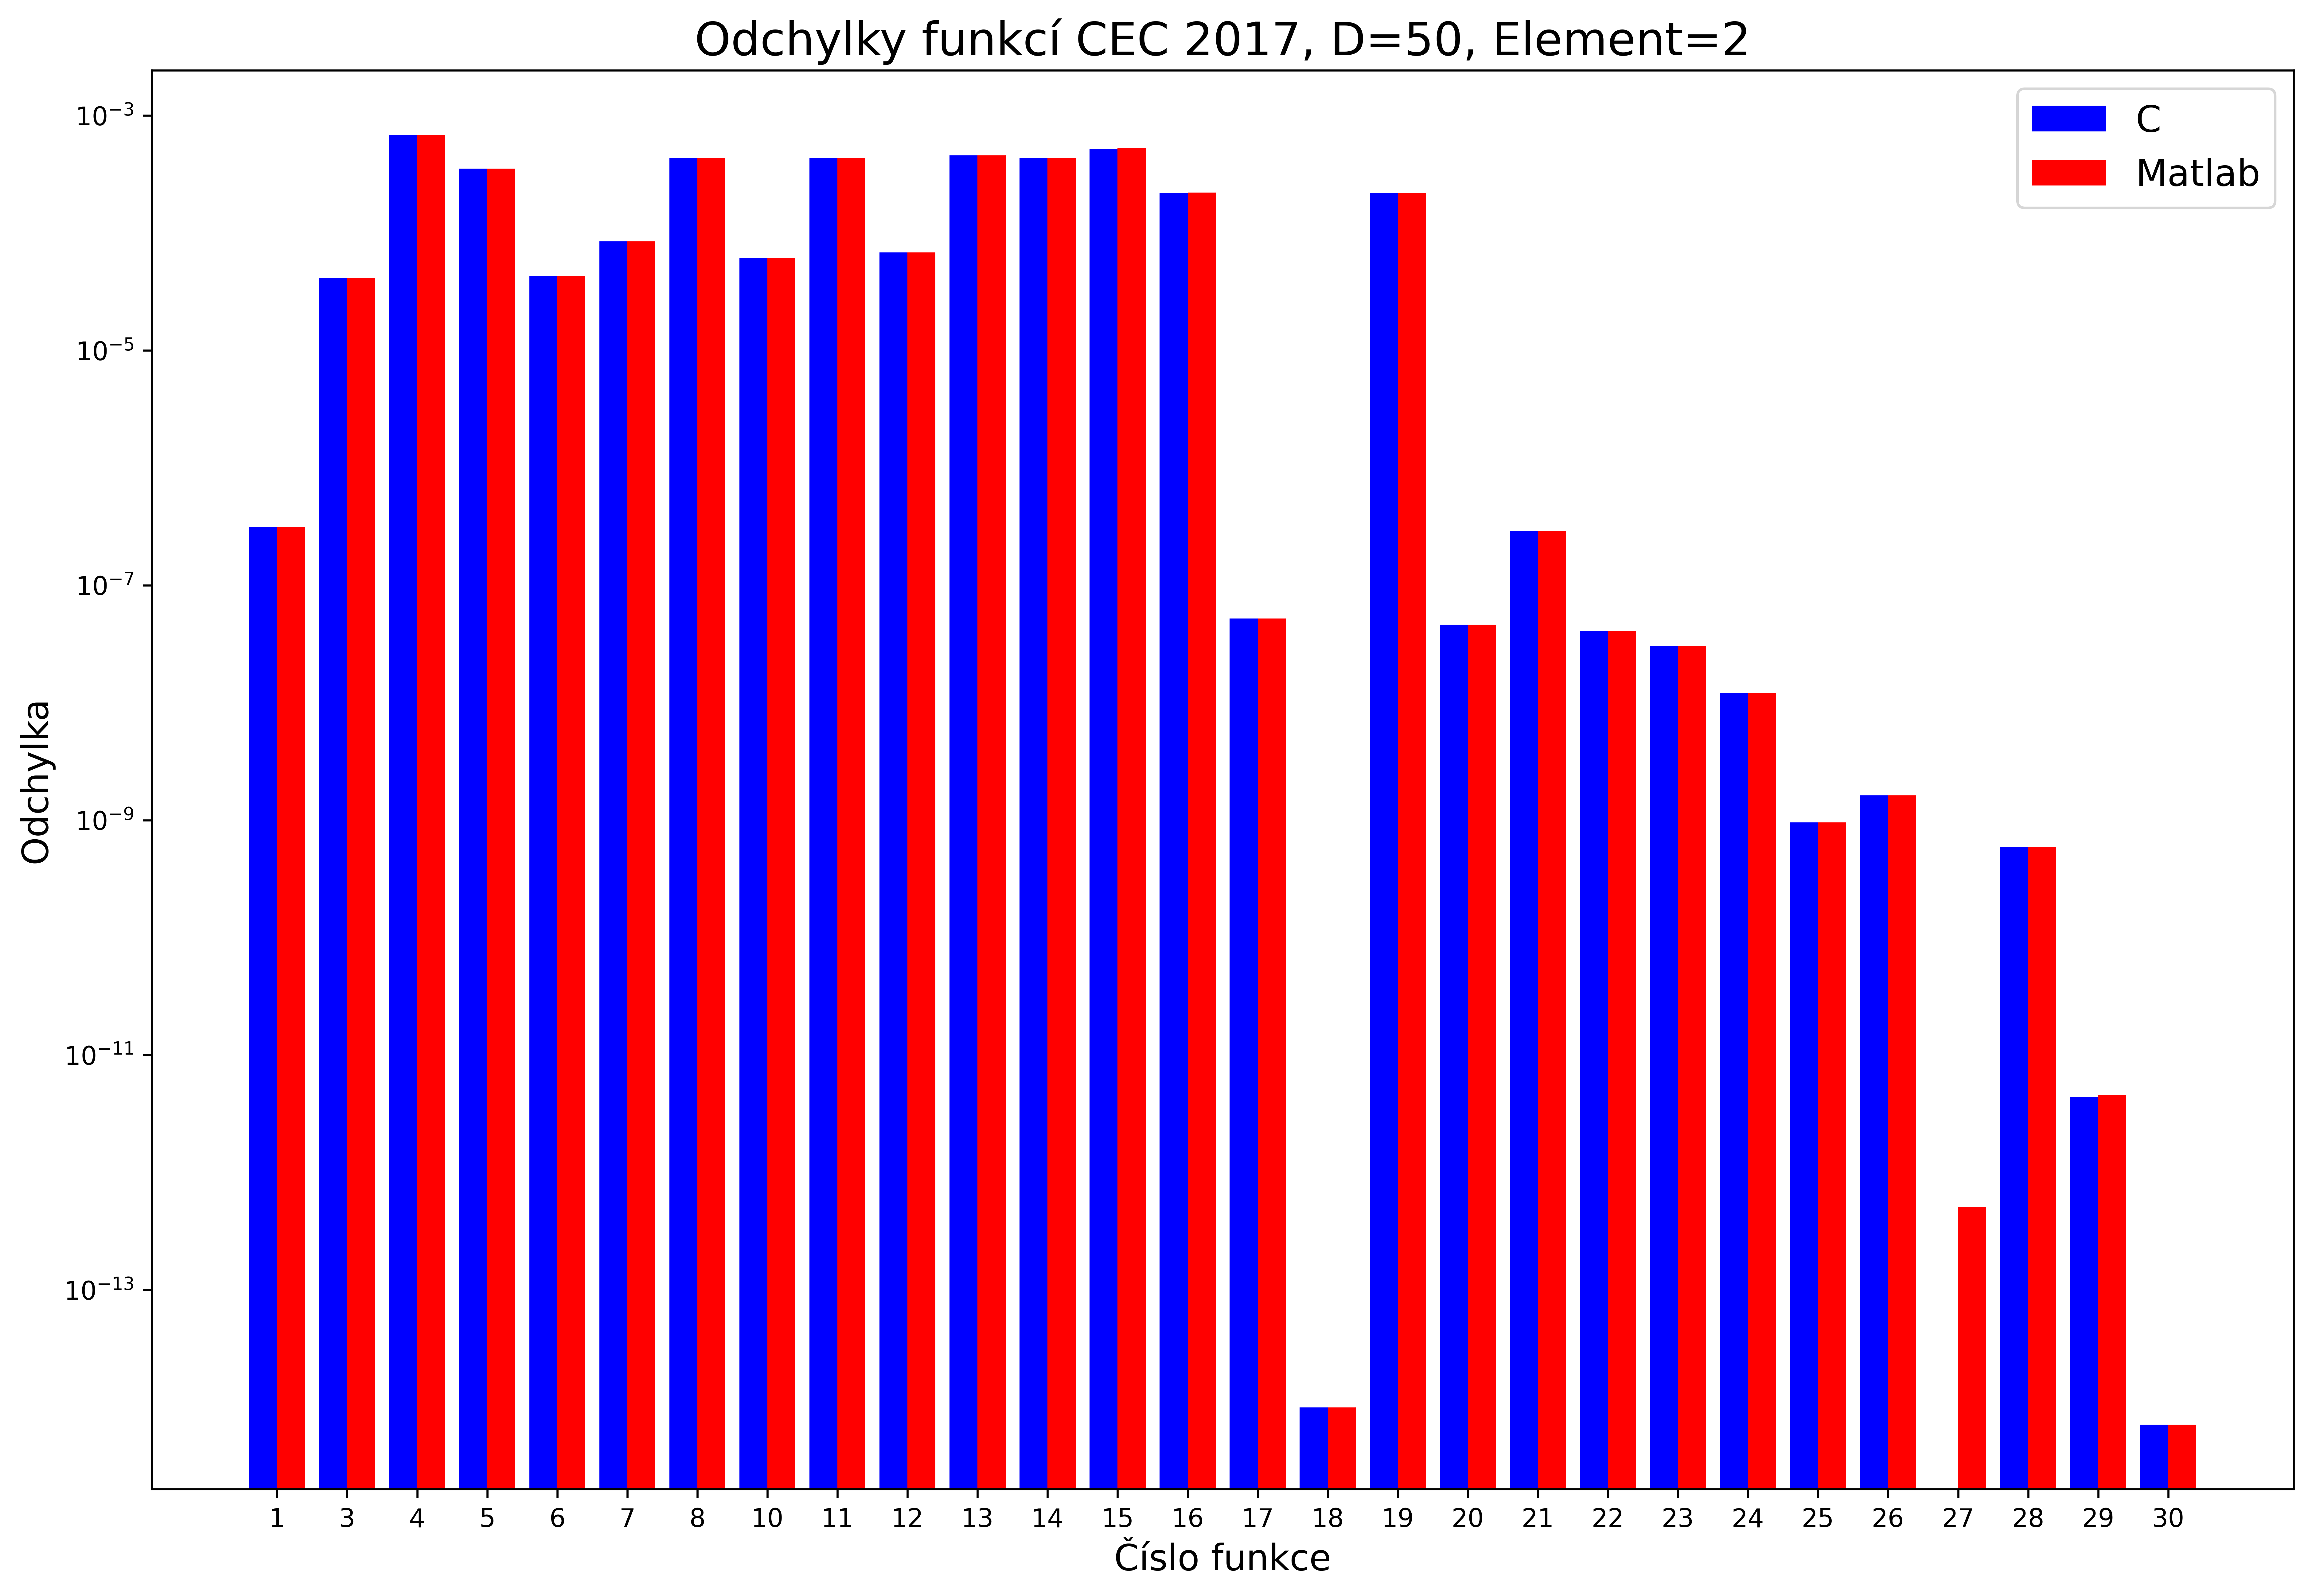 Odchylky funkcí CEC 2017, D=50, Element=2
C
Matlab
Odchylka
10⁻³
10⁻⁵
10⁻⁷
10⁻⁹
10⁻¹¹
10⁻¹³
1 3 4 5 6 7 8 10 11 12 13 14 15 16 17 18 19 20 21 22 23 24 25 26 27 28 29 30
Číslo funkce